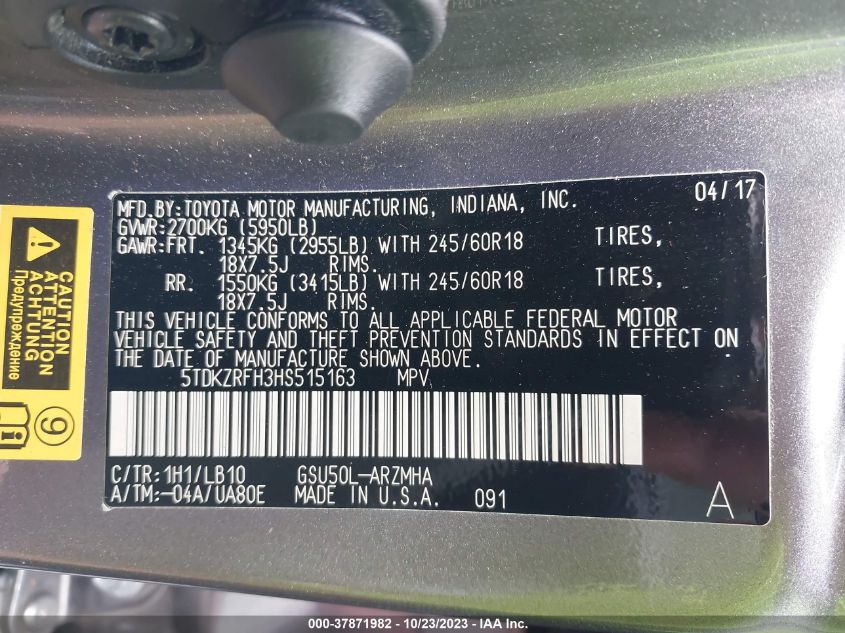 MFD.BY:TOYOTA MOTOR MANUFACTURING, INDIANA, INC. 04/17
GVWR:2700KG (5950LB)
GAWR:FRT. 1345KG (2955LB) WITH 245/60R18 TIRES,
18X7.5J RIMS.
RR. 1550KG (3415LB) WITH 245/60R18 TIRES,
18X7.5J RIMS.
THIS VEHICLE CONFORMS TO ALL APPLICABLE FEDERAL MOTOR
VEHICLE SAFETY AND THEFT PREVENTION STANDARDS IN EFFECT ON
THE DATE OF MANUFACTURE SHOWN ABOVE.
5TDKZRFH3HS515163 MPV
C/TR:1H1/LB10 GSU50L-ARZMHA
A/TM:-04A/UA80E MADE IN U.S.A. 091 A
CAUTION
ATTENTION
ACHTUNG
Предупреждение
9
000-37871982 - 10/23/2023 - IAA Inc.